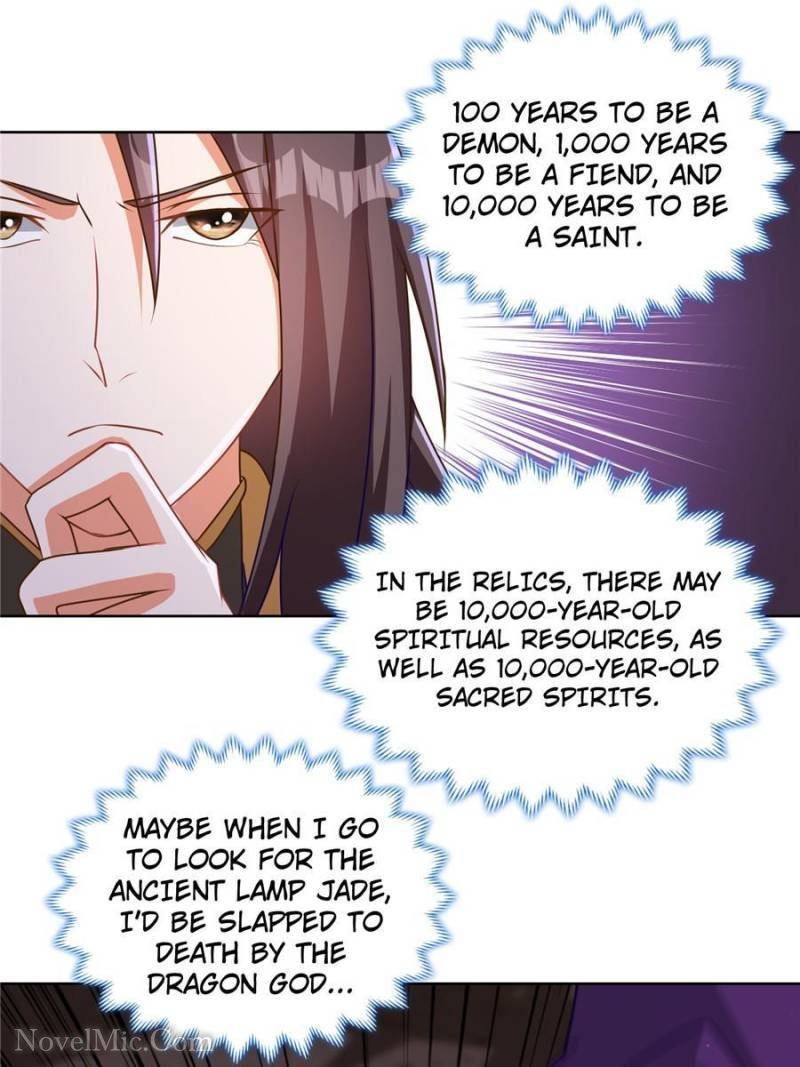 100 YEARS TO BE A
DEMON, 1,000 YEARS
TO BE A FIEND, AND
10,000 YEARS TO BE
A SAINT.
IN THE RELICS, THERE MAY
BE 10,000-YEAR-OLD
SPIRITUAL RESOURCES, AS
WELL AS 10,000-YEAR-OLD
SACRED SPIRITS.
MAYBE WHEN I GO
TO LOOK FOR THE
ANCIENT LAMP JADE,
I'D BE SLAPPED TO
DEATH BY THE
DRAGON GOD...
NovelMic.Com